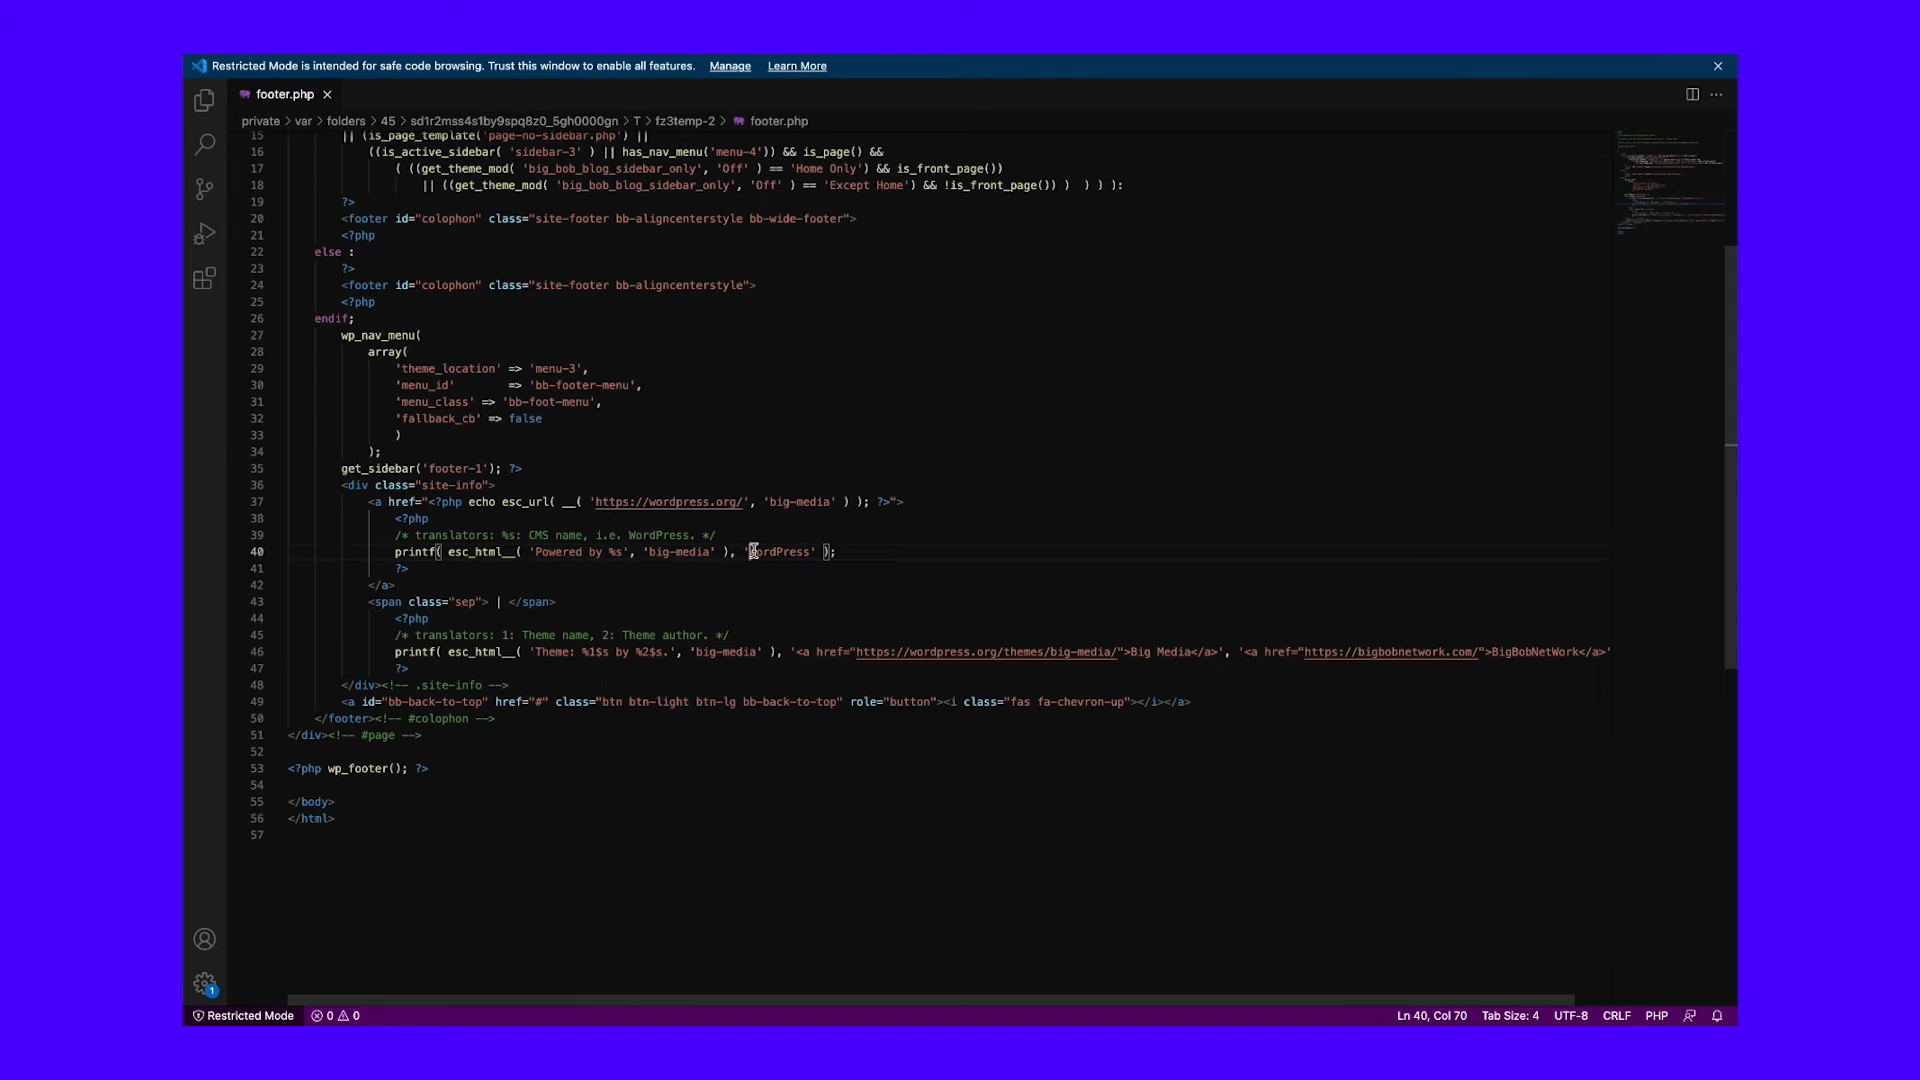 Restricted Mode is intended for safe code browsing. Trust this window to enable all features. Manage Learn More
footer.php
private > var > folders > 45 > sd1r2mss4s1by9spq8z0_5gh0000gn > T > fz3temp-2 > footer.php
15 || (is_page_template('page-no-sidebar.php') ||
16 ((is_active_sidebar( 'sidebar-3' ) || has_nav_menu('menu-4')) && is_page() &&
17 ( ((get_theme_mod( 'big_bob_blog_sidebar_only', 'Off' ) == 'Home Only') && is_front_page())
18 || ((get_theme_mod( 'big_bob_blog_sidebar_only', 'Off' ) == 'Except Home') && !is_front_page()) ) ) ) ):
19 ?>
20 <footer id="colophon" class="site-footer bb-aligncenterstyle bb-wide-footer">
21 <?php
22 else :
23 ?>
24 <footer id="colophon" class="site-footer bb-aligncenterstyle">
25 <?php
26 endif;
27 wp_nav_menu(
28 array(
29 'theme_location' => 'menu-3',
30 'menu_id' => 'bb-footer-menu',
31 'menu_class' => 'bb-foot-menu',
32 'fallback_cb' => false
33 )
34 );
35 get_sidebar('footer-1'); ?>
36 <div class="site-info">
37 <a href="<?php echo esc_url( __( 'https://wordpress.org/', 'big-media' ) ); ?>">
38 <?php
39 /* translators: %s: CMS name, i.e. WordPress. */
40 printf( esc_html__( 'Powered by %s', 'big-media' ), 'WordPress' );
41 ?>
42 </a>
43 <span class="sep"> | </span>
44 <?php
45 /* translators: 1: Theme name, 2: Theme author. */
46 printf( esc_html__( 'Theme: %1$s by %2$s.', 'big-media' ), '<a href="https://wordpress.org/themes/big-media/">Big Media</a>', '<a href="https://bigbobnetwork.com/">BigBobNetWork</a>'
47 ?>
48 </div><!-- .site-info -->
49 <a id="bb-back-to-top" href="#" class="btn btn-light btn-lg bb-back-to-top" role="button"><i class="fas fa-chevron-up"></i></a>
50 </footer><!-- #colophon -->
51 </div><!-- #page -->
52
53 <?php wp_footer(); ?>
54
55 </body>
56 </html>
57
1
Restricted Mode 0 0 Ln 40, Col 70 Tab Size: 4 UTF-8 CRLF PHP